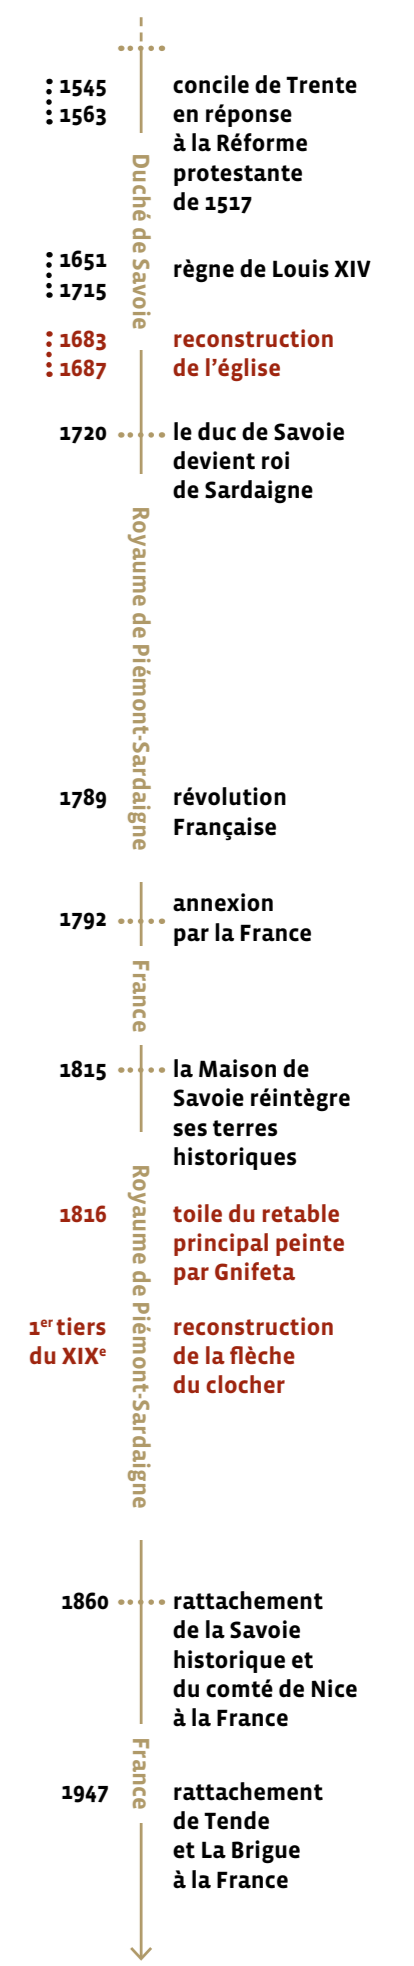 1545
1563
concile de Trente
en réponse
à la Réforme
protestante
de 1517
Duché de Savoie
1651
1715
règne de Louis XIV
1683
1687
reconstruction
de l'église
1720
le duc de Savoie
devient roi
de Sardaigne
Royaume de Piémont-Sardaigne
1789
révolution
Française
1792
annexion
par la France
France
1815
la Maison de
Savoie réintègre
ses terres
historiques
Royaume de Piémont-Sardaigne
1816
toile du retable
principal peinte
par Gnifeta
1er tiers
du XIXe
reconstruction
de la flèche
du clocher
1860
rattachement
de la Savoie
historique et
du comté de Nice
à la France
France
1947
rattachement
de Tende
et La Brigue
à la France